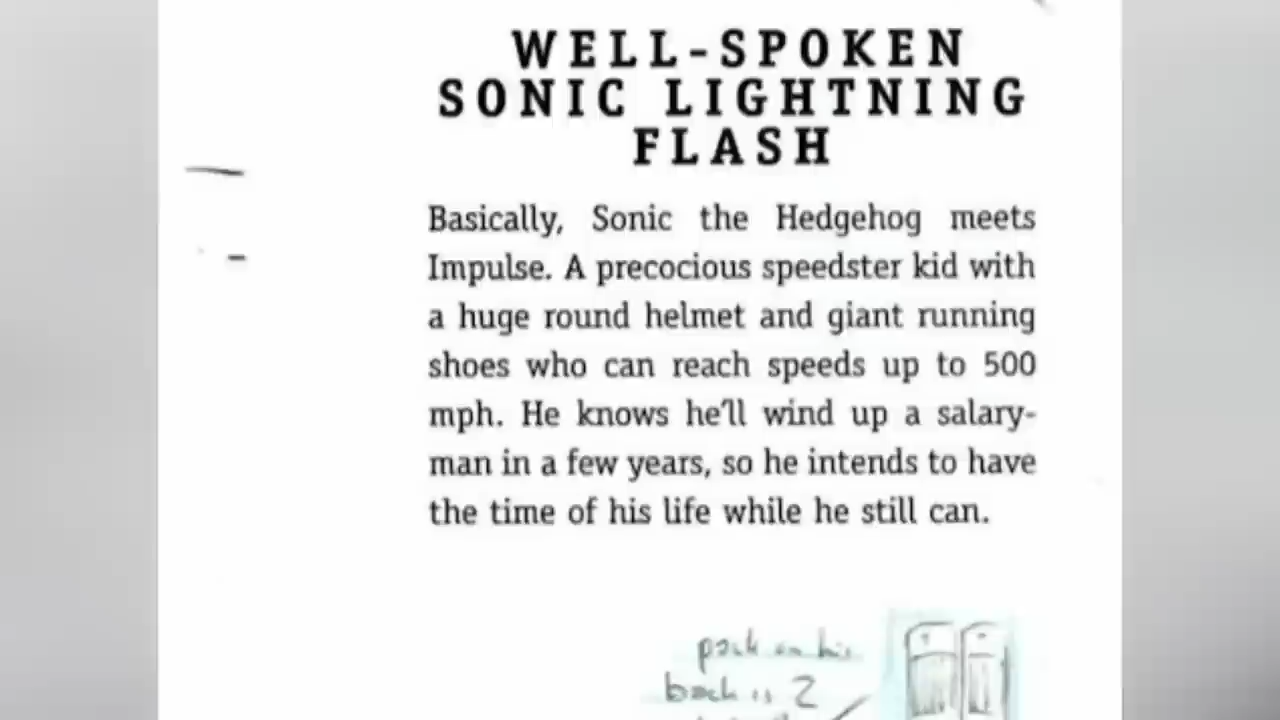 WELL-SPOKEN
SONIC LIGHTNING
FLASH
Basically, Sonic the Hedgehog meets
Impulse. A precocious speedster kid with
a huge round helmet and giant running
shoes who can reach speeds up to 500
mph. He knows he'll wind up a salary-
man in a few years, so he intends to have
the time of his life while he still can.
pack on his
back is 2